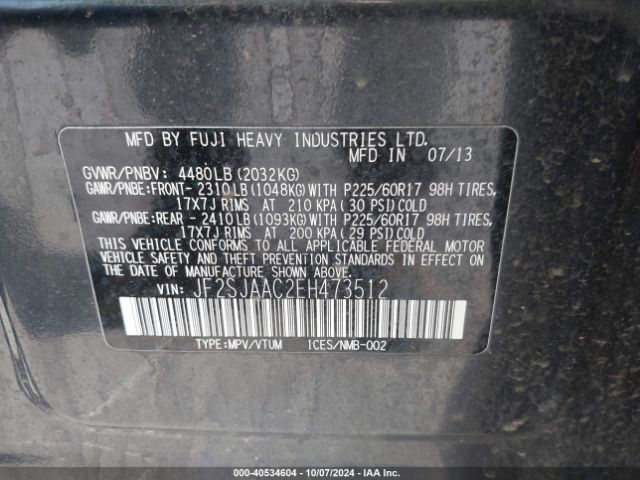 MFD BY FUJI HEAVY INDUSTRIES LTD.
MFD IN 07/13
GVWR/PNBV: 4480LB(2032KG)
GAWR/PNBE:FRONT- 2310LB(1048KG)WITH P225/60R17 98H TIRES,
17X7J RIMS AT 210 KPA(30 PSI)COLD
GAWR/PNBE:REAR - 2410LB(1093KG)WITH P225/60R17 98H TIRES,
17X7J RIMS AT 200 KPA(29 PSI)COLD
THIS VEHICLE CONFORMS TO ALL APPLICABLE FEDERAL MOTOR
VEHICLE SAFETY AND THEFT PREVENTION STANDARDS IN EFFECT
ON THE DATE OF MANUFACTURE SHOWN ABOVE.
VIN: JF2SJAAC2EH473512
TYPE:MPV/VTUM ICES/NMB-002
000-40534604 | 10/07/2024 - IAA Inc.